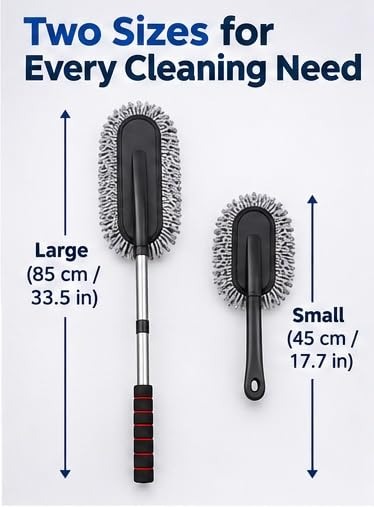 Two Sizes for
Every Cleaning Need
Large
(85 cm /
33.5 in)
Small
(45 cm /
17.7 in)